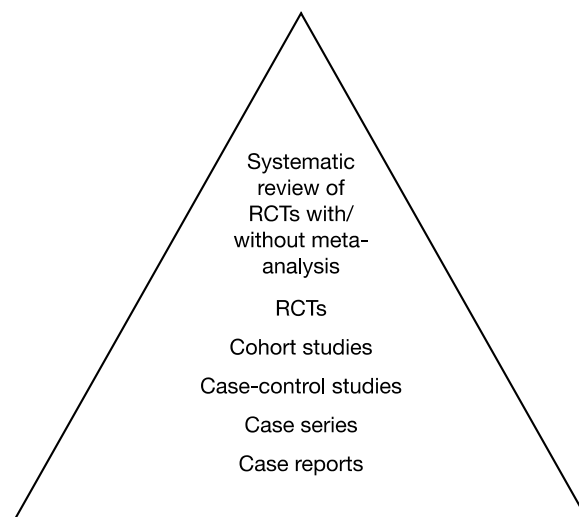 Systematic
review of
RCTs with/
without meta-
analysis
RCTs
Cohort studies
Case-control studies
Case series
Case reports